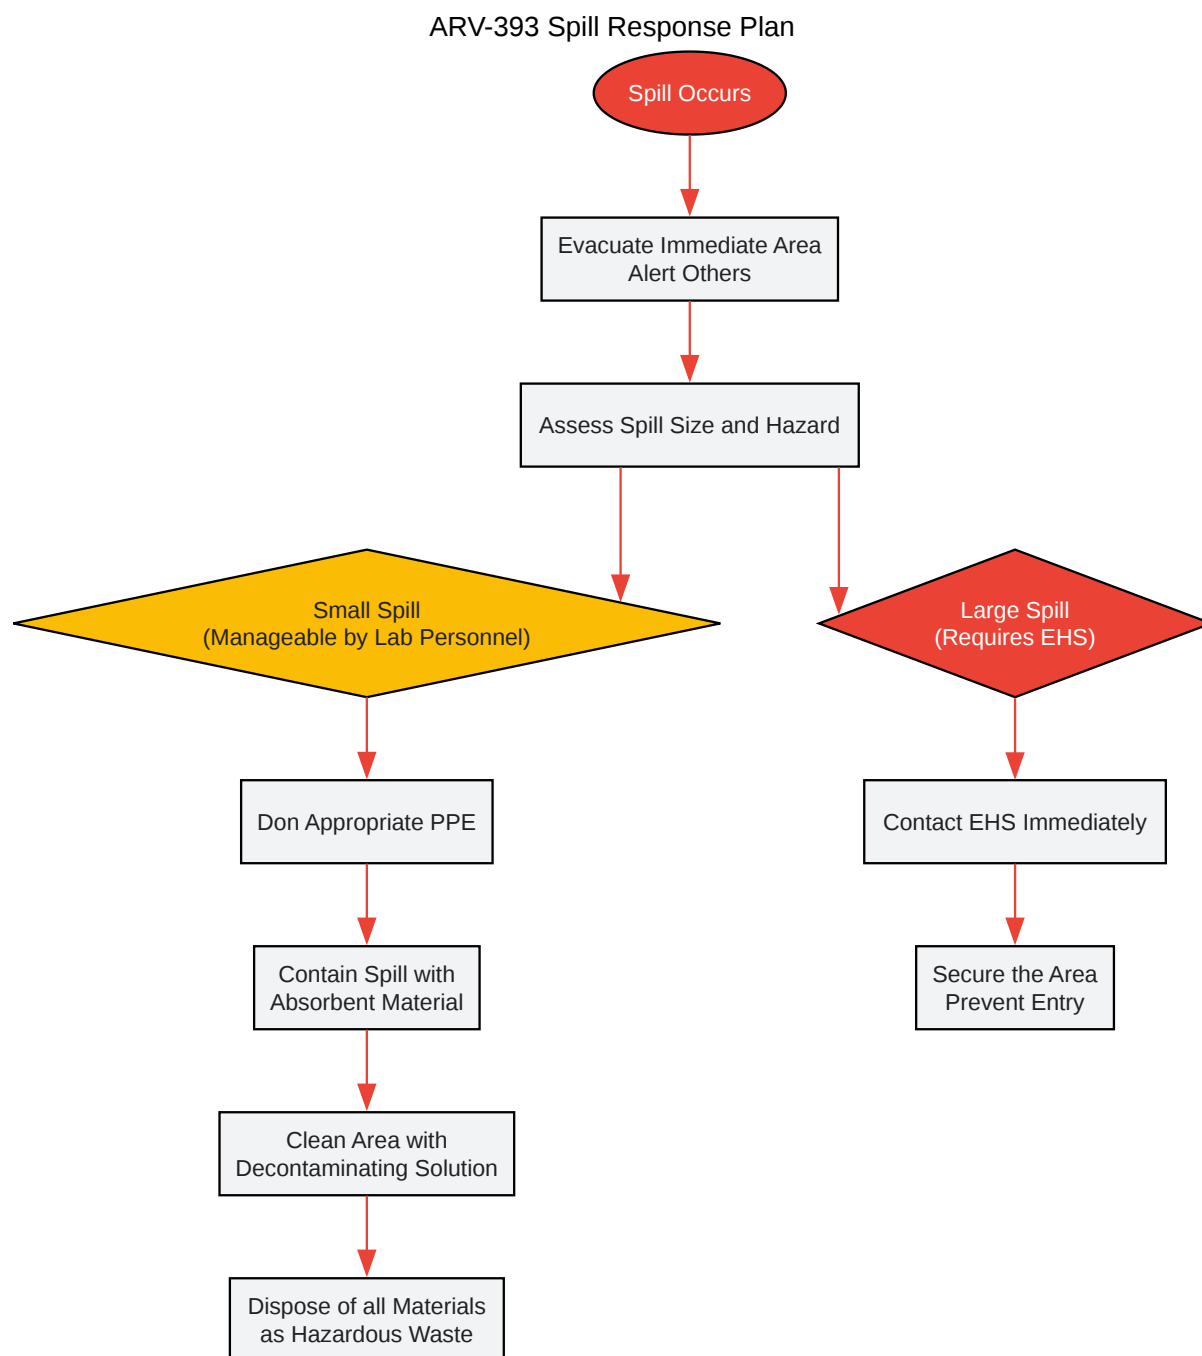 ARV-393 Spill Response Plan
Spill Occurs
Evacuate Immediate Area
Alert Others
Assess Spill Size and Hazard
Small Spill
(Manageable by Lab Personnel)
Large Spill
(Requires EHS)
Don Appropriate PPE
Contact EHS Immediately
Contain Spill with
Absorbent Material
Secure the Area
Prevent Entry
Clean Area with
Decontaminating Solution
Dispose of all Materials
as Hazardous Waste